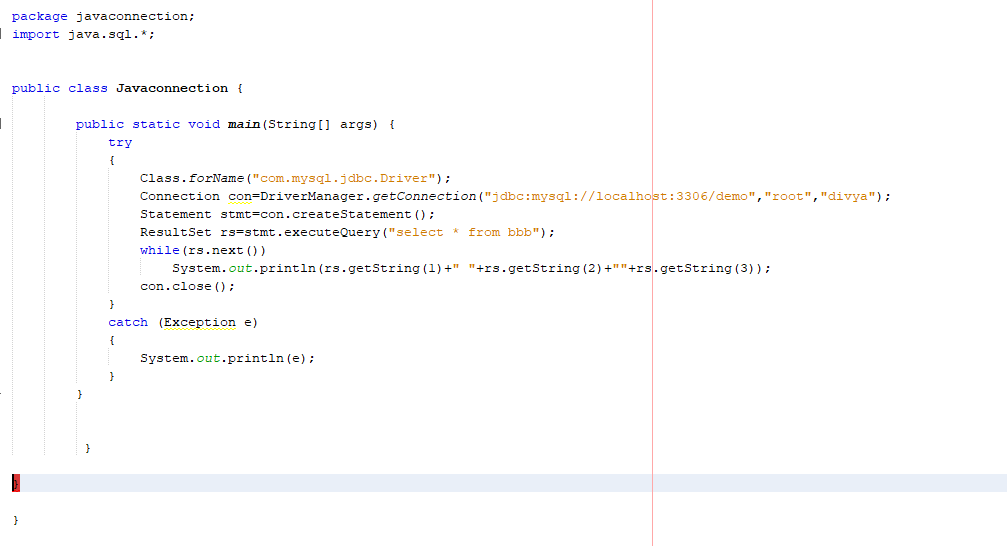 package javaconnection;
import java.sql.*;
public class Javaconnection {
public static void main(String[] args) {
try
{
Class.forName("com.mysql.jdbc.Driver");
Connection con=DriverManager.getConnection("jdbc:mysql://localhost:3306/demo","root","divya");
Statement stmt=con.createStatement();
ResultSet rs=stmt.executeQuery("select * from bbb");
while(rs.next())
System.out.println(rs.getString(1)+" "+rs.getString(2)+""+rs.getString(3));
con.close();
}
catch (Exception e)
{
System.out.println(e);
}
}
}
}
}